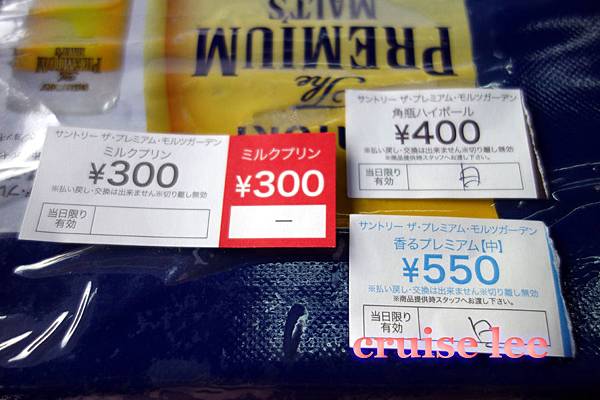 The
PREMIUM
MALT'S
サントリー ザ・プレミアム・モルツガーデン
ミルクプリン
¥300
※払い戻し・交換は出来ません※切り離し無効
当日限り
有効
ミルクプリン
¥300
サントリー ザ・プレミアム・モルツガーデン
角瓶ハイボール
¥400
※払い戻し・交換は出来ません※切り離し無効
※商品提供時スタッフへお渡し下さい。
当日限り
有効
サントリー ザ・プレミアム・モルツガーデン
香るプレミアム【中】
¥550
※払い戻し・交換は出来ません※切り離し無効
※商品提供時スタッフへお渡し下さい。
当日限り
有効
cruise lee